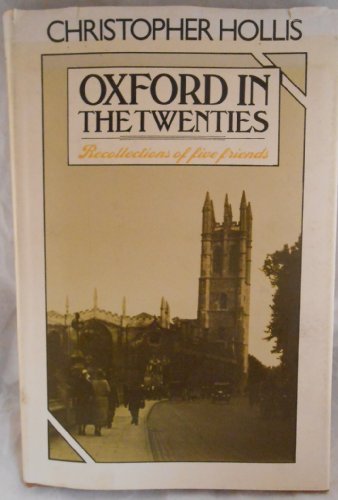 CHRISTOPHER HOLLIS
OXFORD IN
THE TWENTIES
Recollections of five friends